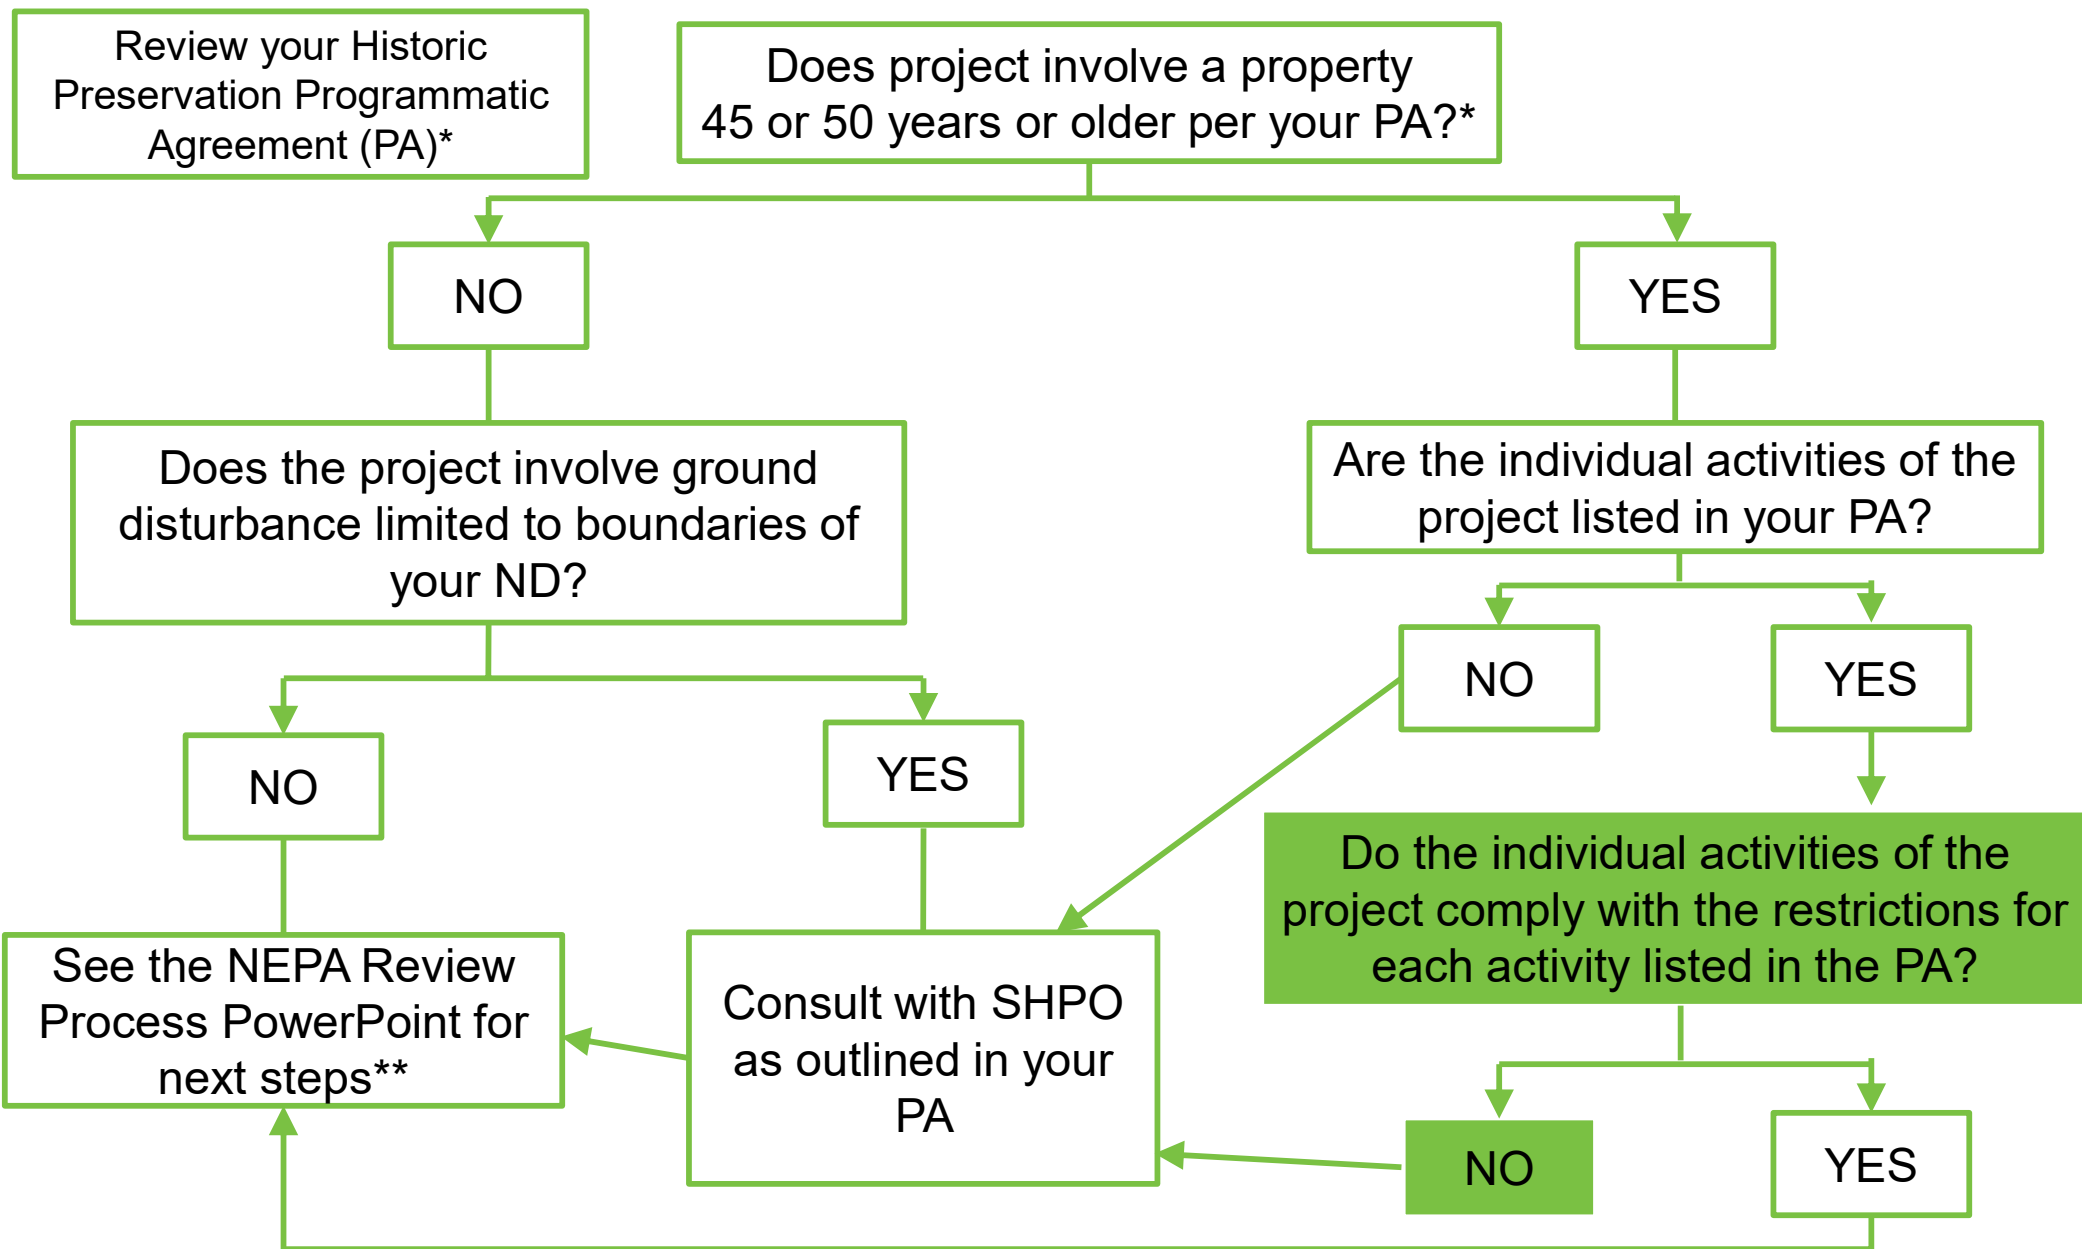 Review your Historic
Preservation Programmatic
Agreement (PA)*
Does project involve a property
45 or 50 years or older per your PA?*
NO
YES
Does the project involve ground
disturbance limited to boundaries of
your ND?
Are the individual activities of the
project listed in your PA?
NO
YES
NO
YES
Do the individual activities of the
project comply with the restrictions for
each activity listed in the PA?
See the NEPA Review
Process PowerPoint for
next steps**
Consult with SHPO
as outlined in your
PA
NO
YES